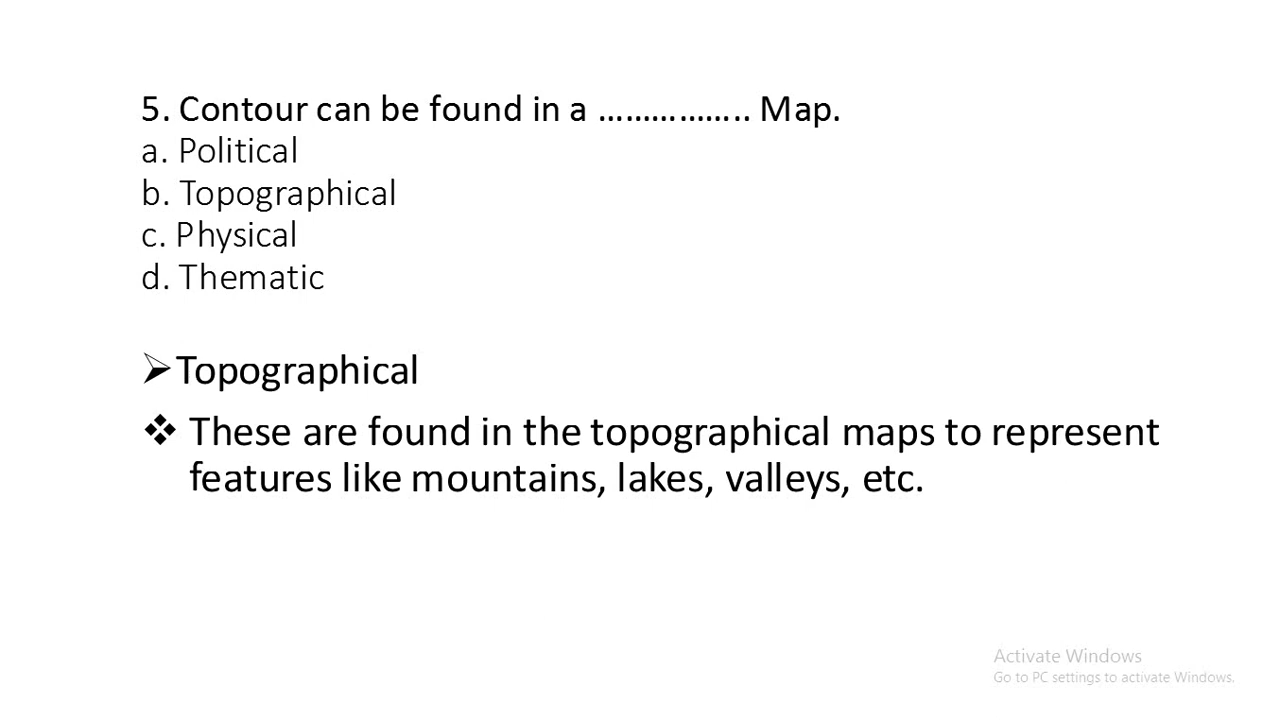 5. Contour can be found in a …………….. Map.
a. Political
b. Topographical
c. Physical
d. Thematic
➢Topographical
❖ These are found in the topographical maps to represent
features like mountains, lakes, valleys, etc.
Activate Windows
Go to PC settings to activate Windows.